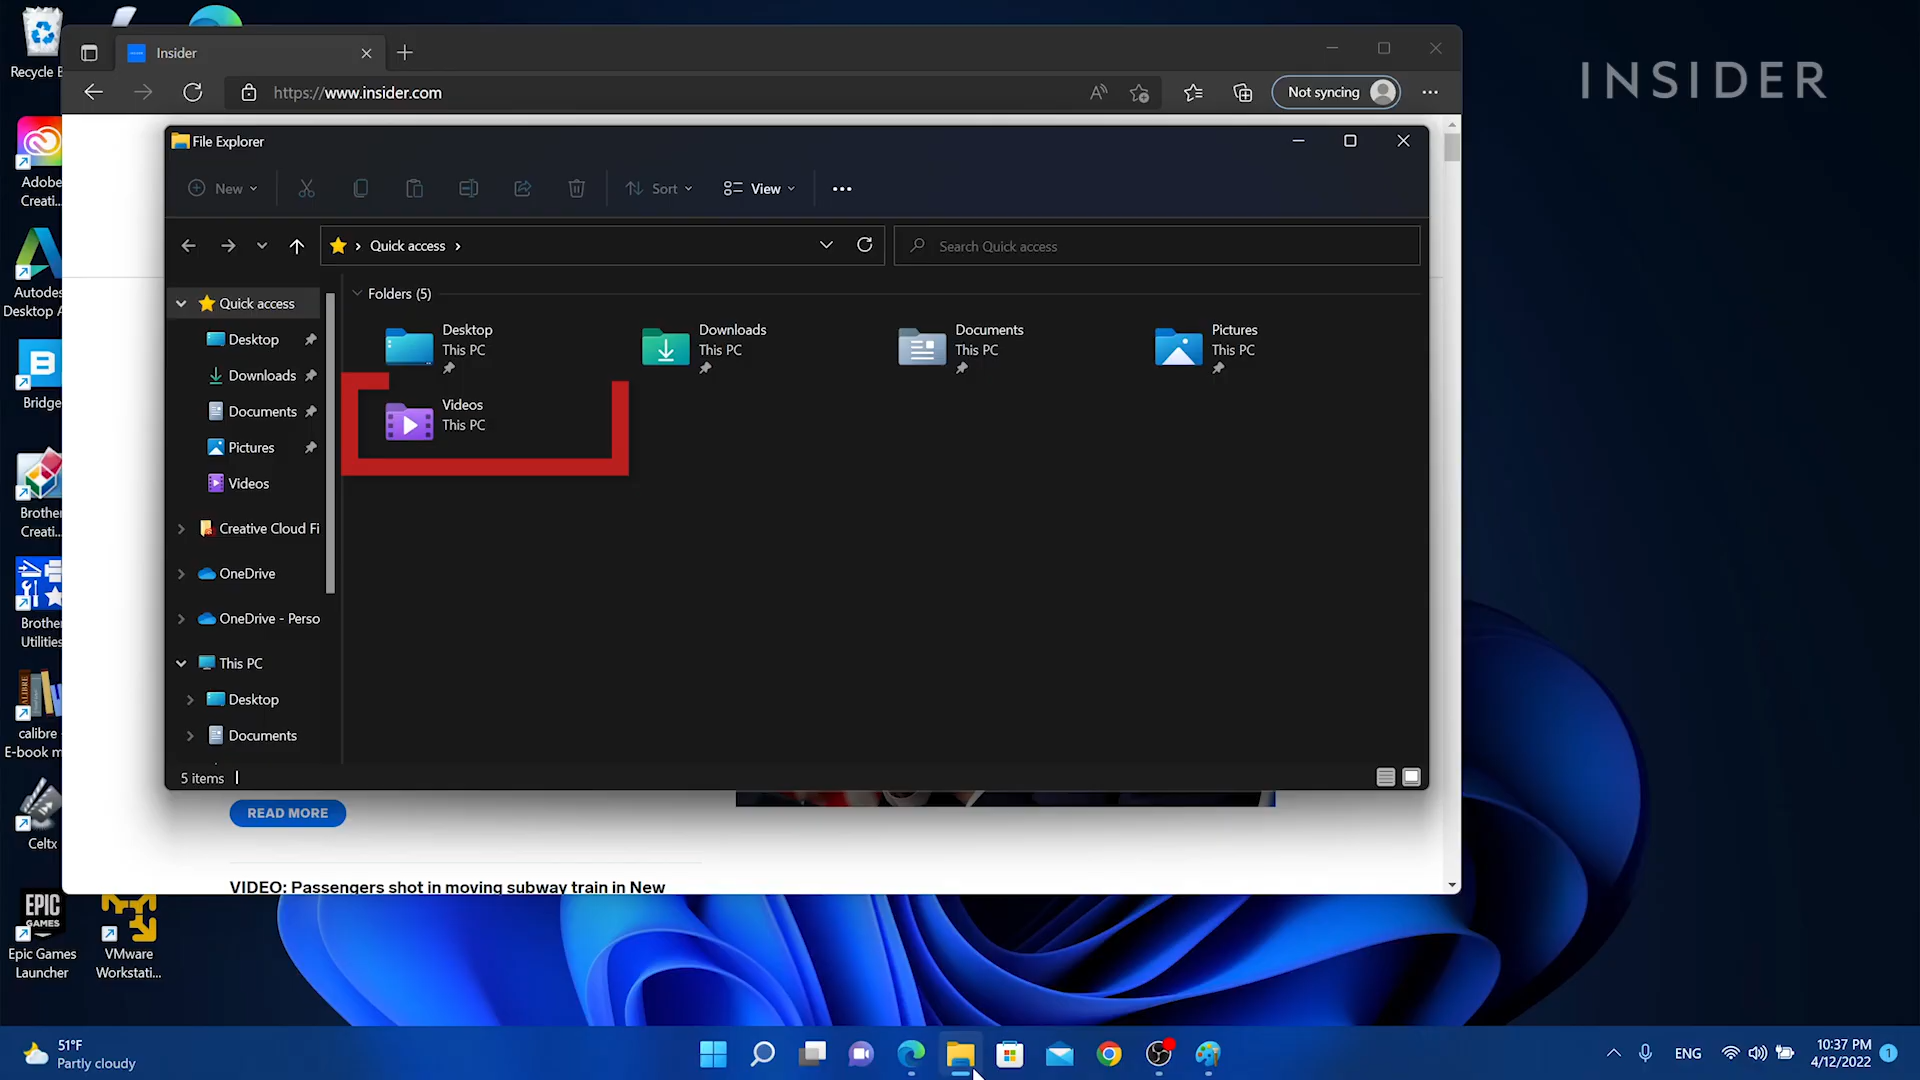 INSIDER
Recycle B
Insider
https://www.insider.com
Not syncing
File Explorer
New
Sort
View
Quick access
Search Quick access
Adobe
Creati...
Autodes
Desktop A
Bridge
Brother
Creati...
Brother
Utilities
calibre -
E-book m
Celtx
EPIC
GAMES
Epic Games
Launcher
VMware
Workstati...
Quick access
Desktop
Downloads
Documents
Pictures
Videos
Creative Cloud Fi
OneDrive
OneDrive - Perso
This PC
Desktop
Documents
Folders (5)
Desktop
This PC
Downloads
This PC
Documents
This PC
Pictures
This PC
Videos
This PC
5 items
READ MORE
VIDEO: Passengers shot in moving subway train in New
51°F
Partly cloudy
ENG
10:37 PM
4/12/2022
1